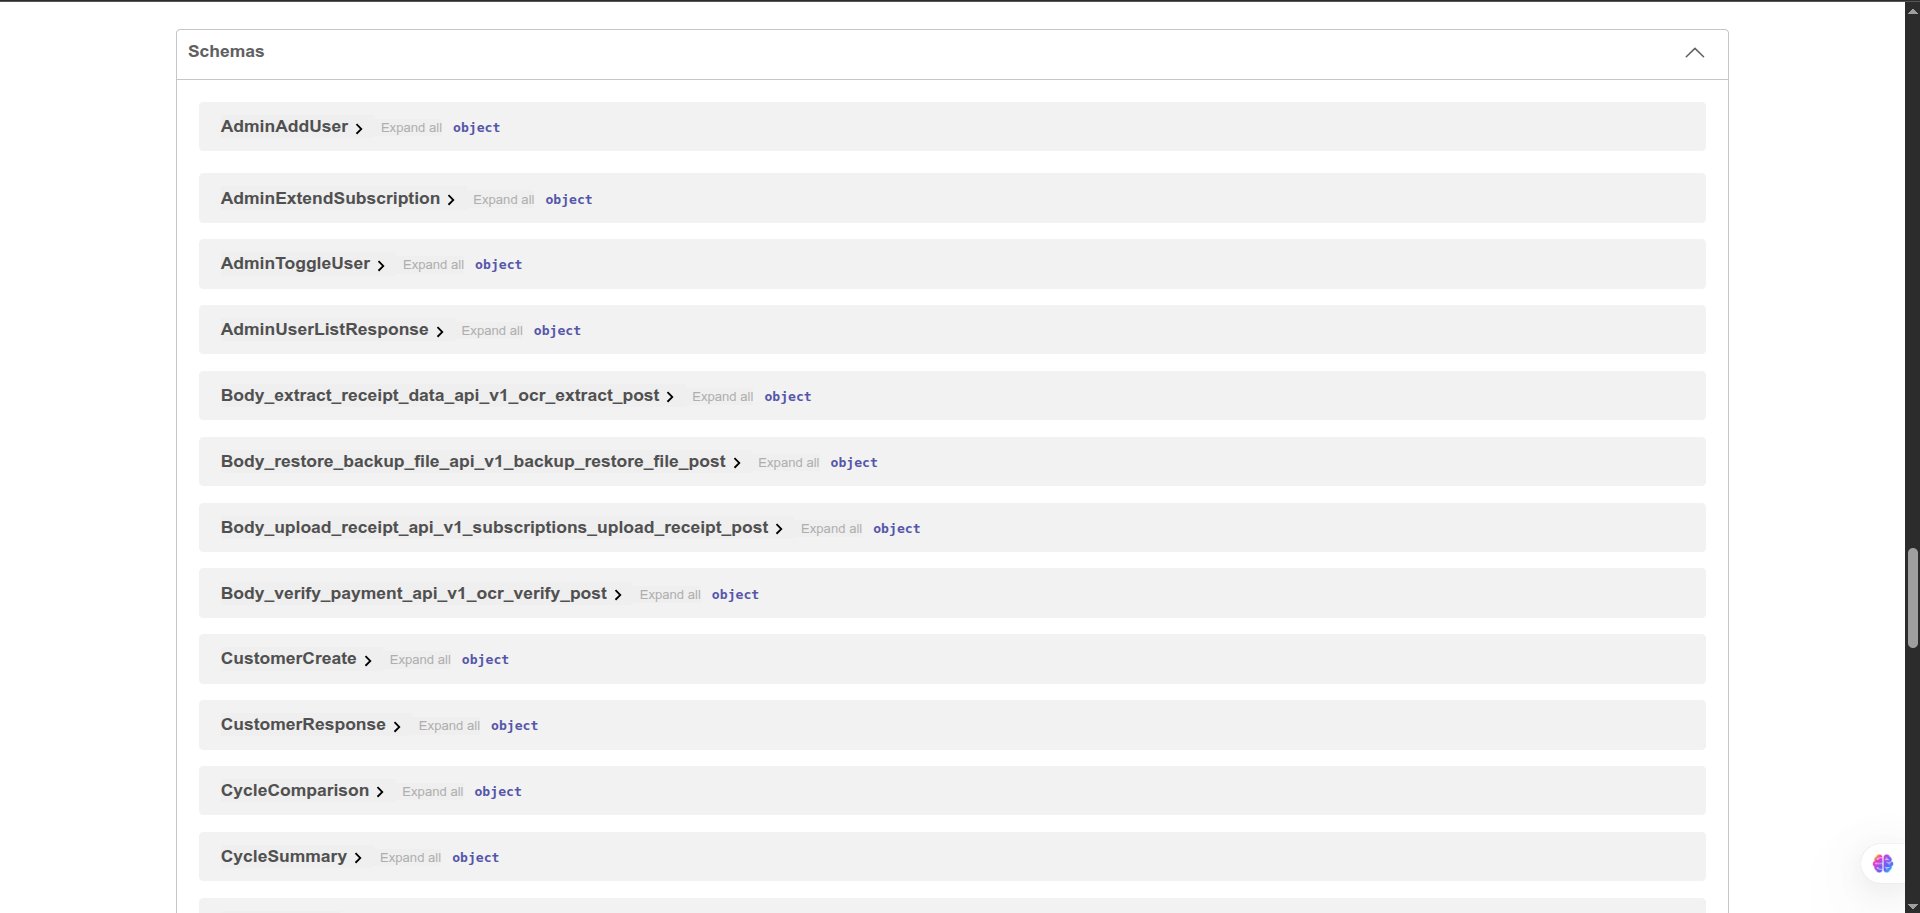 Schemas
AdminAddUser Expand all object
AdminExtendSubscription Expand all object
AdminToggleUser Expand all object
AdminUserListResponse Expand all object
Body_extract_receipt_data_api_v1_ocr_extract_post Expand all object
Body_restore_backup_file_api_v1_backup_restore_file_post Expand all object
Body_upload_receipt_api_v1_subscriptions_upload_receipt_post Expand all object
Body_verify_payment_api_v1_ocr_verify_post Expand all object
CustomerCreate Expand all object
CustomerResponse Expand all object
CycleComparison Expand all object
CycleSummary Expand all object